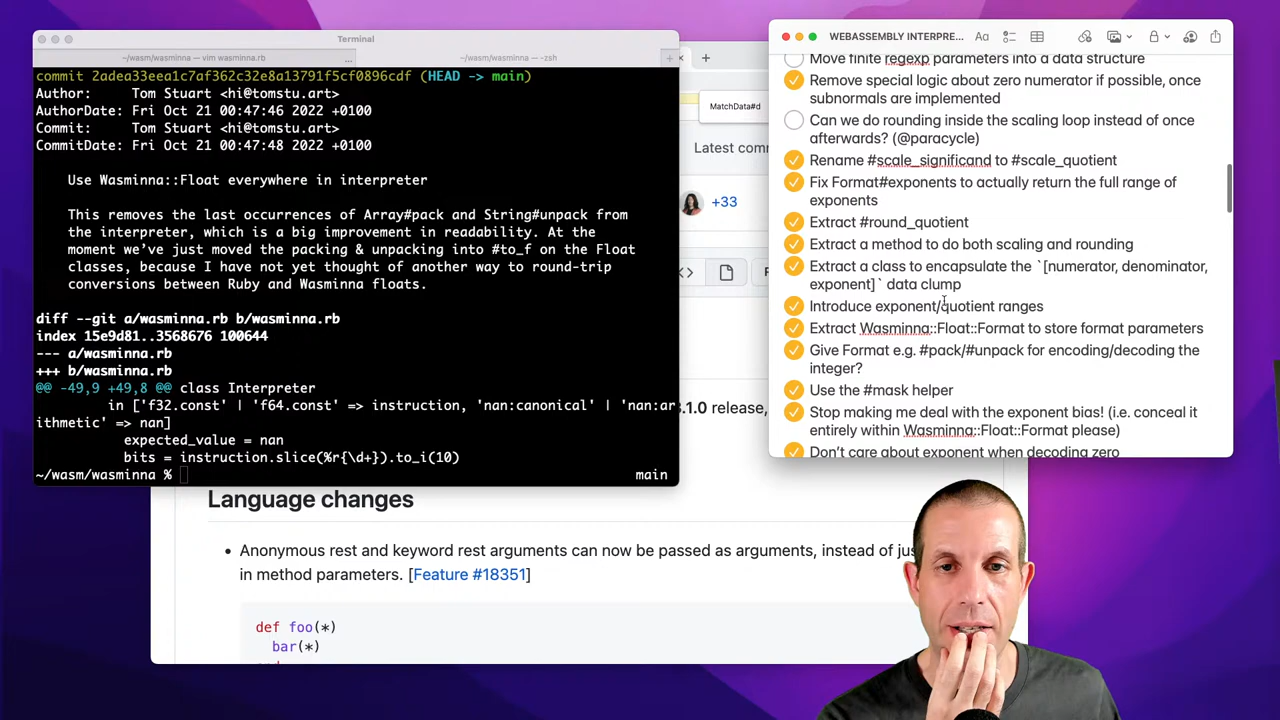 Terminal
~/wasm/wasminna — vim wasminna.rb
...
~/wasm/wasminna — -zsh
commit 2adea33eea1c7af362c32e8a13791f5cf0896cdf (HEAD -> main)
Author: Tom Stuart <hi@tomstu.art>
AuthorDate: Fri Oct 21 00:47:46 2022 +0100
Commit: Tom Stuart <hi@tomstu.art>
CommitDate: Fri Oct 21 00:47:48 2022 +0100
Use Wasminna::Float everywhere in interpreter
This removes the last occurrences of Array#pack and String#unpack from
the interpreter, which is a big improvement in readability. At the
moment we’ve just moved the packing & unpacking into #to_f on the Float
classes, because I have not yet thought of another way to round-trip
conversions between Ruby and Wasminna floats.
diff --git a/wasminna.rb b/wasminna.rb
index 15e9d81..3568676 100644
--- a/wasminna.rb
+++ b/wasminna.rb
@@ -49,9 +49,8 @@ class Interpreter
in ['f32.const' | 'f64.const' => instruction, 'nan:canonical' | 'nan:ar
ithmetic' => nan]
expected_value = nan
bits = instruction.slice(%r{\d+}).to_i(10)
~/wasm/wasminna % main
MatchData#d
Latest comm
+33
3.1.0 release,
Language changes
Anonymous rest and keyword rest arguments can now be passed as arguments, instead of jus
in method parameters. [Feature #18351]
def foo(*)
bar(*)
WEBASSEMBLY INTERPRE...
Aa
Move finite regexp parameters into a data structure
Remove special logic about zero numerator if possible, once
subnormals are implemented
Can we do rounding inside the scaling loop instead of once
afterwards? (@paracycle)
Rename #scale_significand to #scale_quotient
Fix Format#exponents to actually return the full range of
exponents
Extract #round_quotient
Extract a method to do both scaling and rounding
Extract a class to encapsulate the `[numerator, denominator,
exponent]` data clump
Introduce exponent/quotient ranges
Extract Wasminna::Float::Format to store format parameters
Give Format e.g. #pack/#unpack for encoding/decoding the
integer?
Use the #mask helper
Stop making me deal with the exponent bias! (i.e. conceal it
entirely within Wasminna::Float::Format please)
Don’t care about exponent when decoding zero